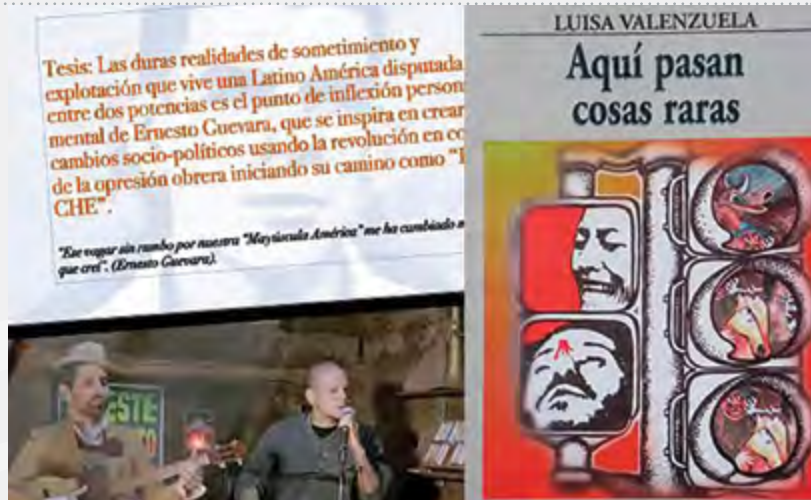 Tesis: Las duras realidades de sometimiento y
explotación que vive una Latino América disputada
entre dos potencias es el punto de inflexión
mental de Ernesto Guevara, que se inspira en crear
cambios socio-políticos usando la revolución en
de la opresión obrera iniciando su camino como
CHE".
"Ese vagar sin rumbo por nuestra "Mayúscula América" me ha cambiado
que creí". (Ernesto Guevara).
ESTE
LUISA VALENZUELA
Aquí pasan
cosas raras